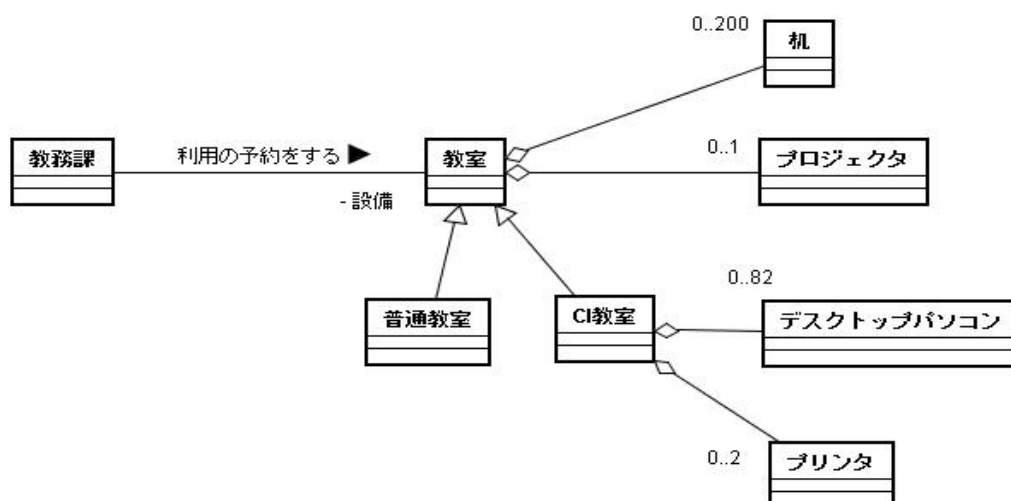 0..200
机
教務課
利用の予約をする ▶
教室
0..1
プロジェクタ
- 設備
普通教室
CI教室
0..82
デスクトップパソコン
0..2
プリンタ